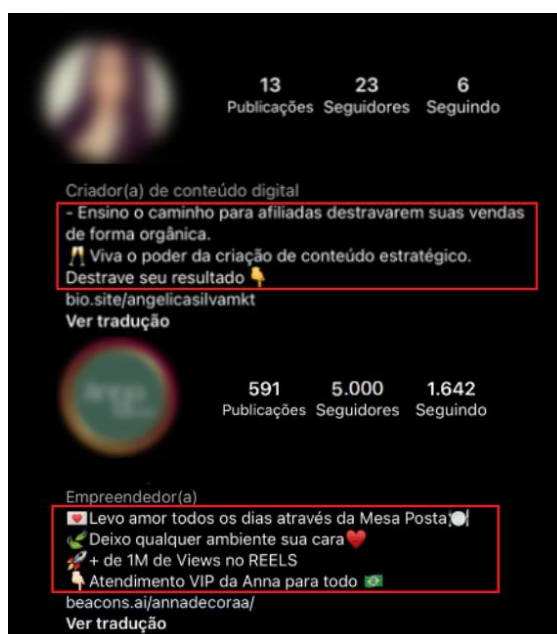 13 23 6
Publicações Seguidores Seguindo
Criador(a) de conteúdo digital
- Ensino o caminho para afiliadas destravarem suas vendas
de forma orgânica.
🥂 Viva o poder da criação de conteúdo estratégico.
Destrave seu resultado 👇
bio.site/angelicasilvamkt
Ver tradução
591 5.000 1.642
Publicações Seguidores Seguindo
Empreendedor(a)
💌Levo amor todos os dias através da Mesa Posta🍽️
🌿Deixo qualquer ambiente sua cara♥️
🚀+ de 1M de Views no REELS
👇🏻Atendimento VIP da Anna para todo 🇧🇷
beacons.ai/annadecoraa/
Ver tradução